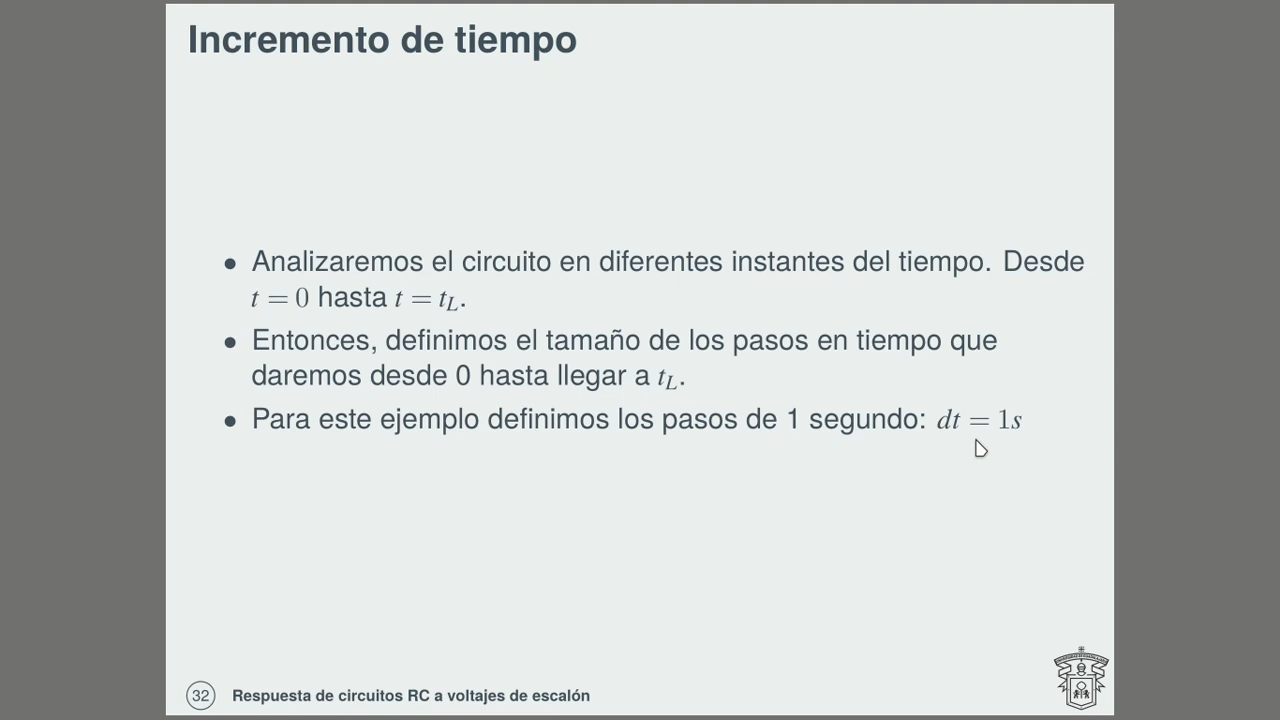 Incremento de tiempo
• Analizaremos el circuito en diferentes instantes del tiempo. Desde
t = 0 hasta t = t_L.
• Entonces, definimos el tamaño de los pasos en tiempo que
daremos desde 0 hasta llegar a t_L.
• Para este ejemplo definimos los pasos de 1 segundo: dt = 1s
32 Respuesta de circuitos RC a voltajes de escalón